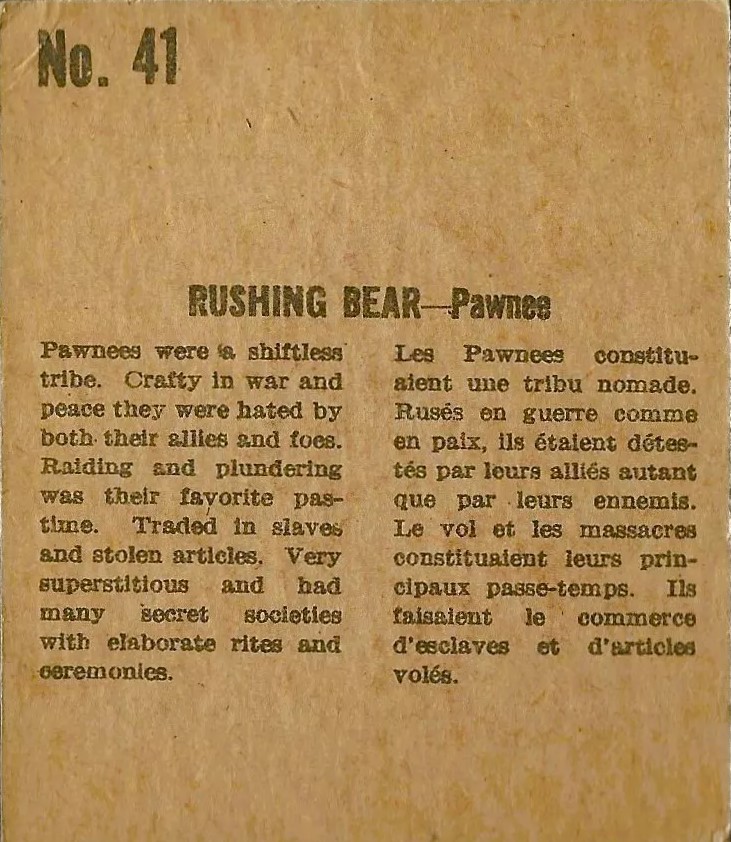 No. 41
RUSHING BEAR—Pawnee
Pawnees were a shiftless
tribe. Crafty in war and
peace they were hated by
both their allies and foes.
Raiding and plundering
was their favorite pas-
time. Traded in slaves
and stolen articles. Very
superstitious and had
many secret societies
with elaborate rites and
ceremonies.
Les Pawnees constitu-
aient une tribu nomade.
Rusés en guerre comme
en paix, ils étaient détes-
tés par leurs alliés autant
que par leurs ennemis.
Le vol et les massacres
constituaient leurs prin-
cipaux passe-temps. Ils
faisaient le commerce
d'esclaves et d'articles
volés.